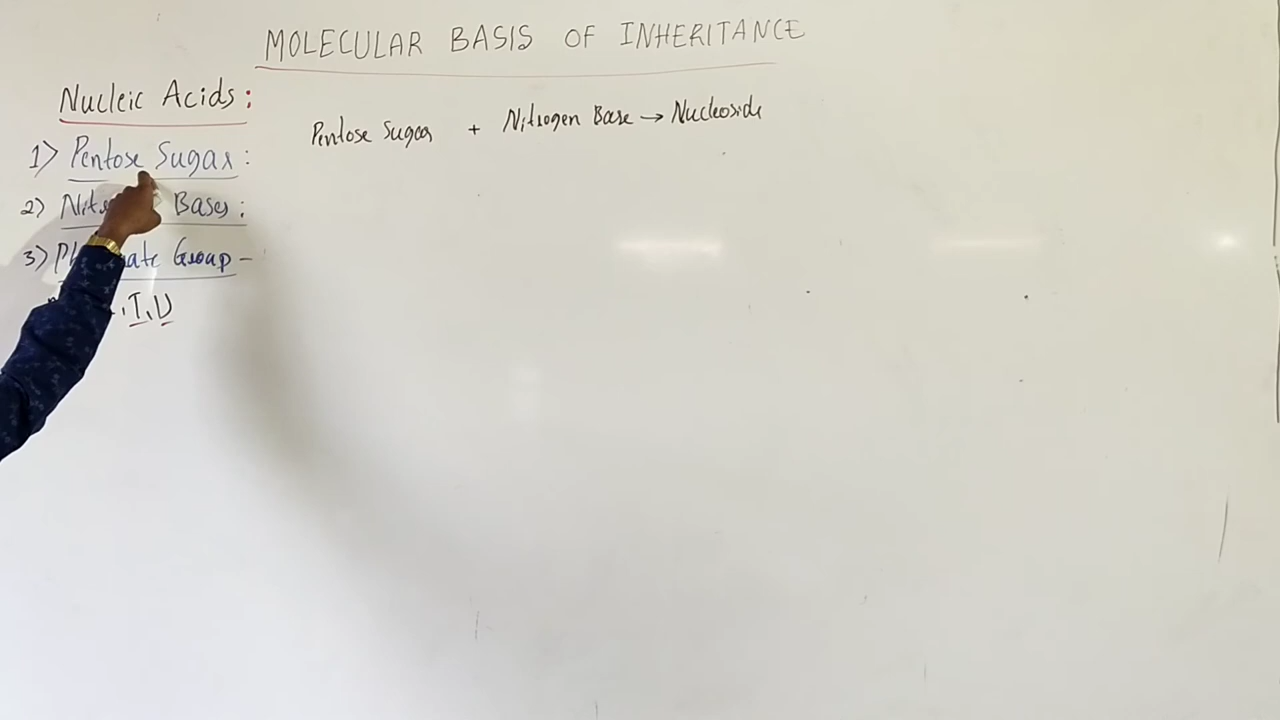 MOLECULAR BASIS OF INHERITANCE
Nucleic Acids:
1) Pentose Sugar:
2) Bases:
3) Group -
T, U
Pentose Sugar + Nitrogen Base → Nucleoside